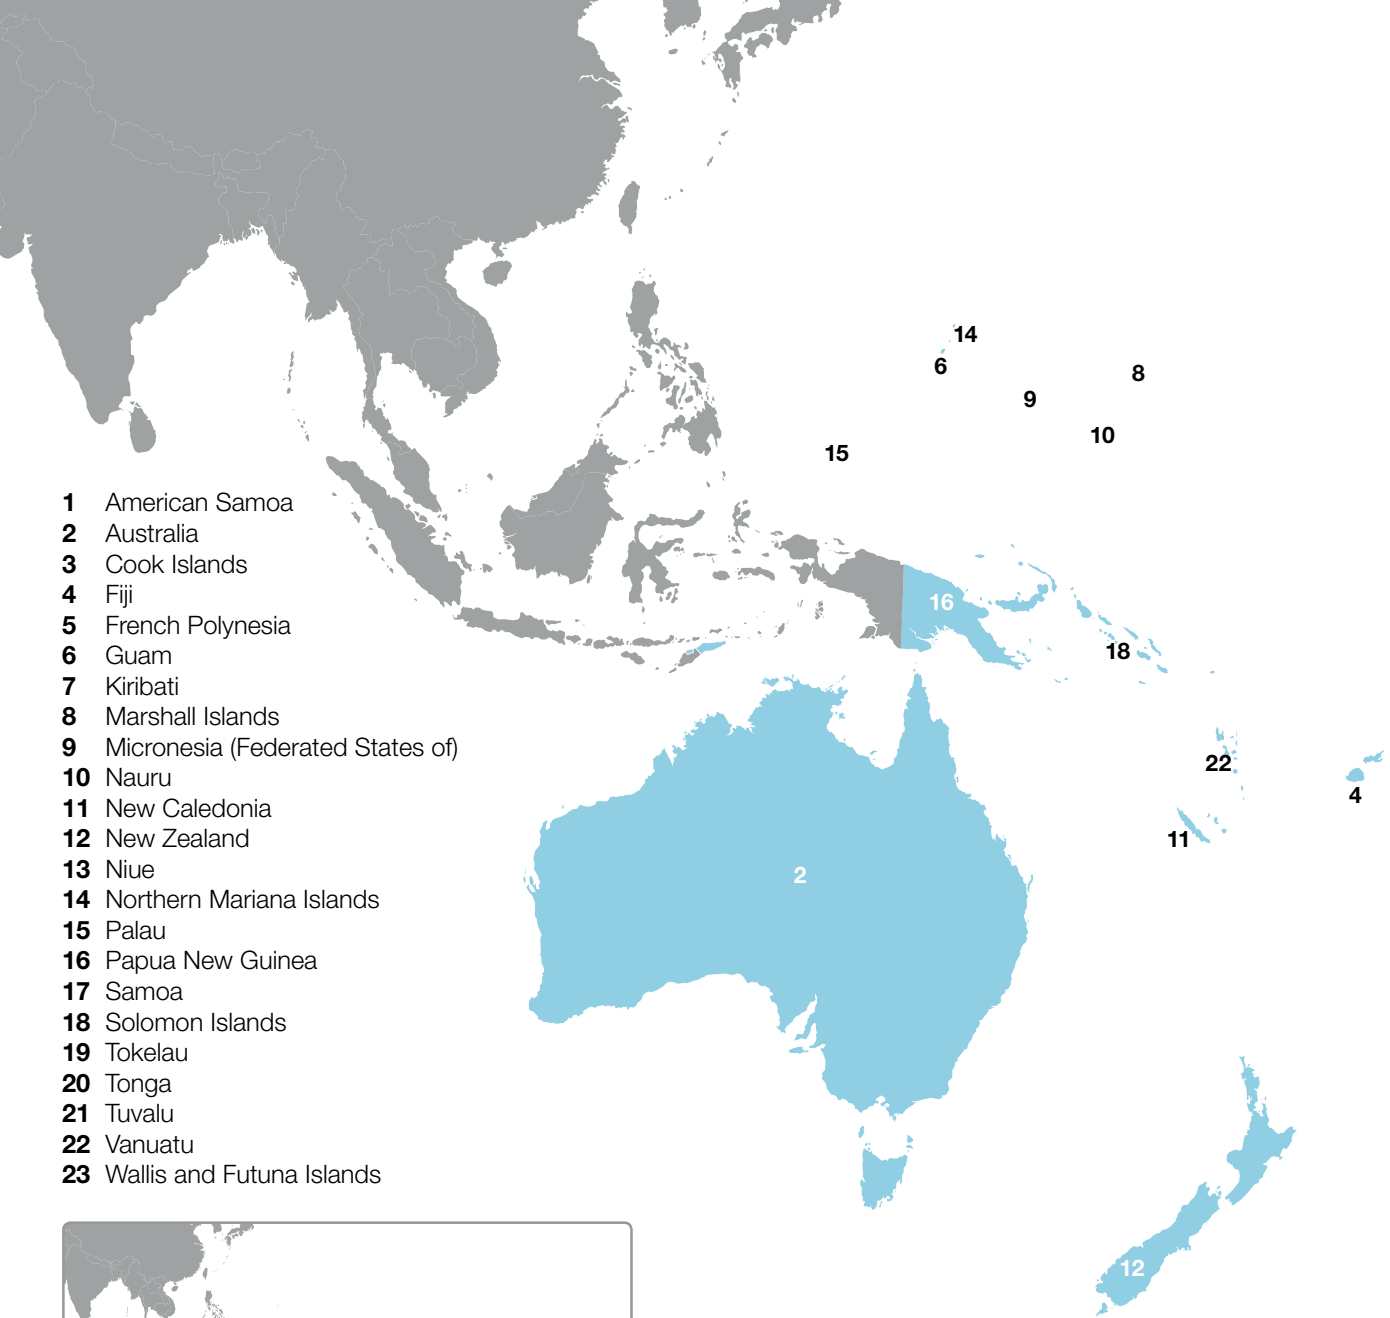 14
6
8
9
10
15
1 American Samoa
2 Australia
3 Cook Islands
4 Fiji
5 French Polynesia
6 Guam
7 Kiribati
8 Marshall Islands
9 Micronesia (Federated States of)
10 Nauru
11 New Caledonia
12 New Zealand
13 Niue
14 Northern Mariana Islands
15 Palau
16 Papua New Guinea
17 Samoa
18 Solomon Islands
19 Tokelau
20 Tonga
21 Tuvalu
22 Vanuatu
23 Wallis and Futuna Islands
16
18
22
4
11
2
12